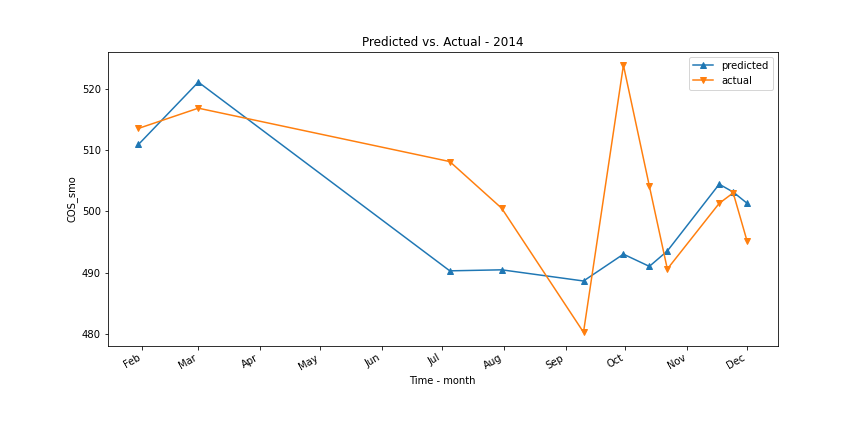 Predicted vs. Actual - 2014
predicted
actual
COS_smo
520
510
500
490
480
Feb
Mar
Apr
May
Jun
Jul
Aug
Sep
Oct
Nov
Dec
Time - month